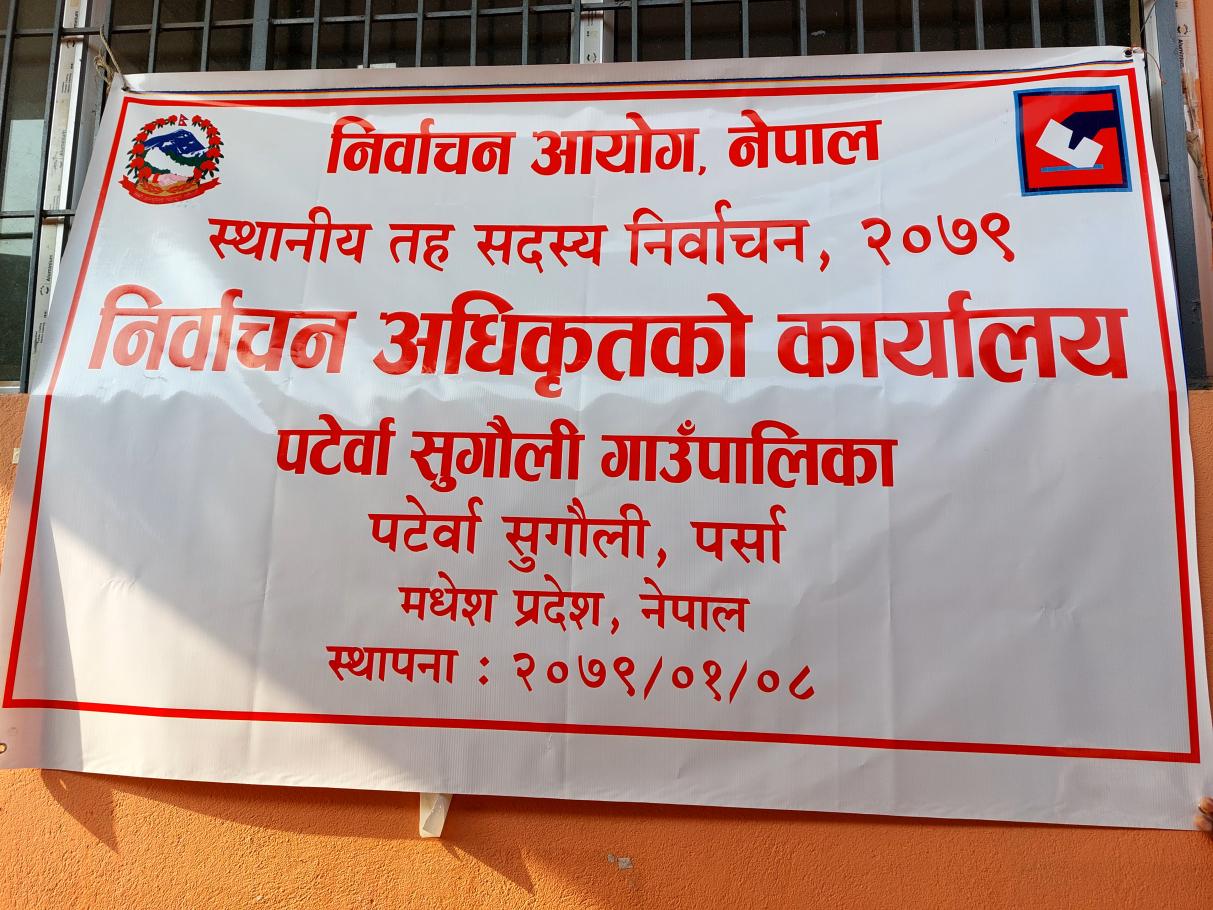 निर्वाचन आयोग, नेपाल
स्थानीय तह सदस्य निर्वाचन, २०७९
निर्वाचन अधिकृतको कार्यालय
पटेर्वा सुगौली गाउँपालिका
पटेर्वा सुगौली, पर्सा
मधेश प्रदेश, नेपाल
स्थापना : २०७९/०१/०८